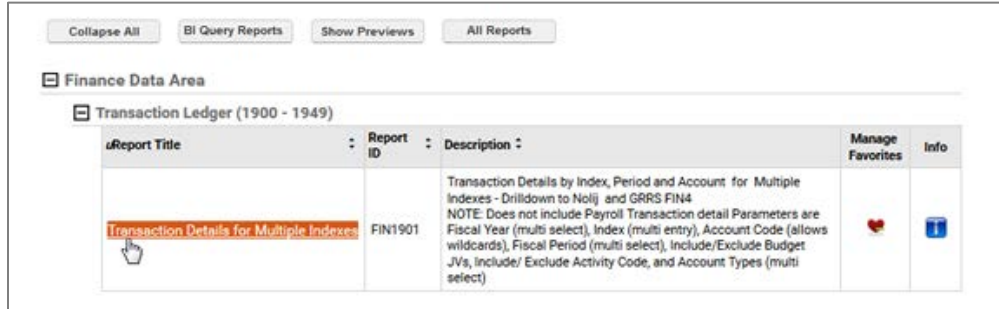 Collapse All BI Query Reports Show Previews All Reports
Finance Data Area
Transaction Ledger (1900 - 1949)
Report Title Report ID Description Manage Favorites Info
Transaction Details for Multiple Indexes FIN1901
Transaction Details by Index, Period and Account for Multiple
Indexes - Drilldown to Nolij and GRRS FIN4
NOTE: Does not include Payroll Transaction detail Parameters are
Fiscal Year (multi select), Index (multi entry), Account Code (allows
wildcards), Fiscal Period (multi select), Include/Exclude Budget
JVs, Include/ Exclude Activity Code, and Account Types (multi
select)